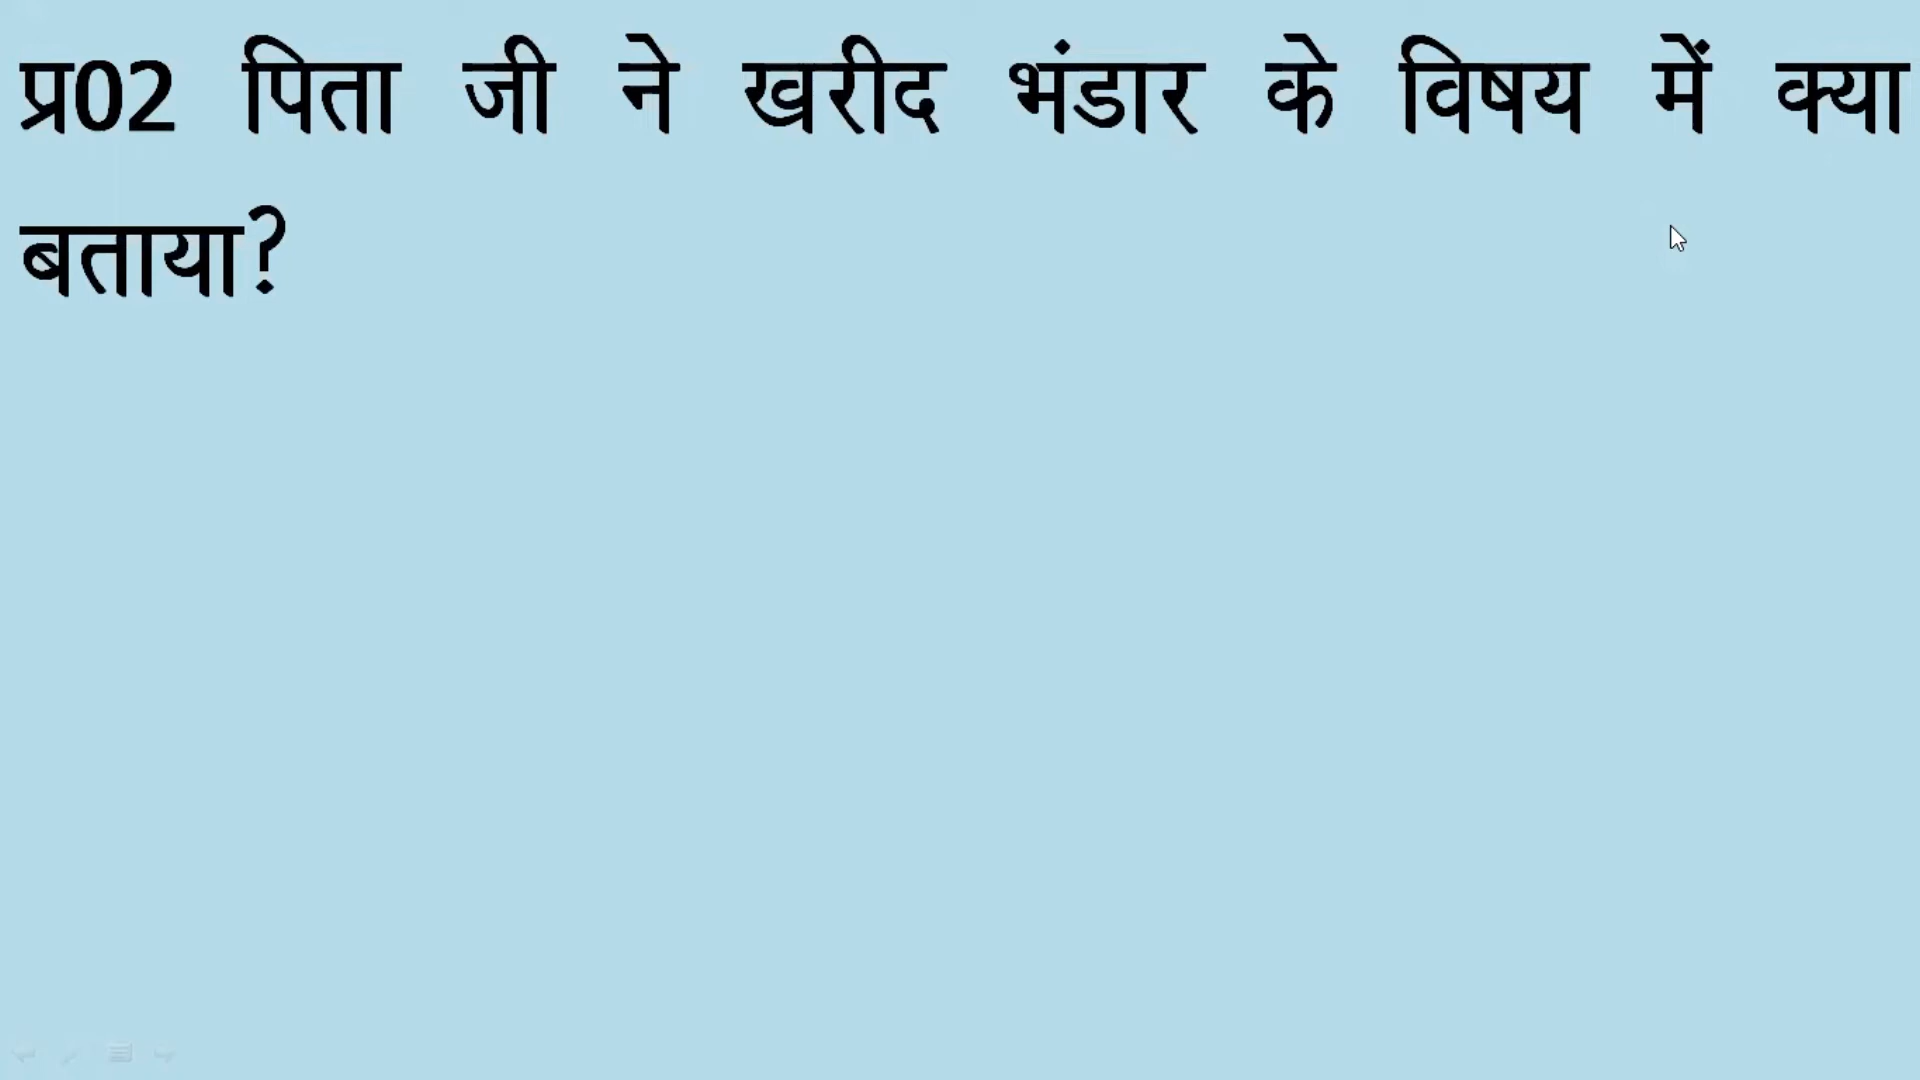 प्र02 पिता जी ने खरीद भंडार के विषय में क्या
बताया?